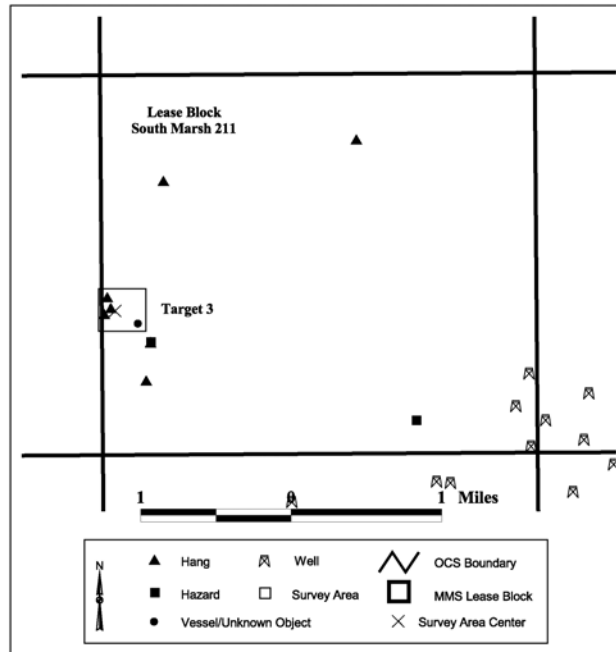 Lease Block
South Marsh 211
Target 3
1 0 1 Miles
N
Hang Well OCS Boundary
Hazard Survey Area MMS Lease Block
Vessel/Unknown Object Survey Area Center